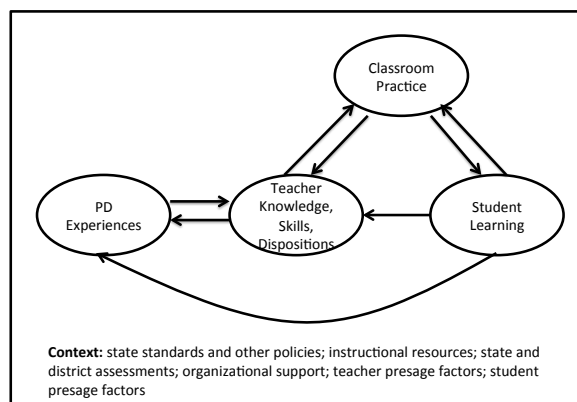 Classroom
Practice
PD
Experiences
Teacher
Knowledge,
Skills,
Dispositions
Student
Learning
Context: state standards and other policies; instructional resources; state and
district assessments; organizational support; teacher presage factors; student
presage factors